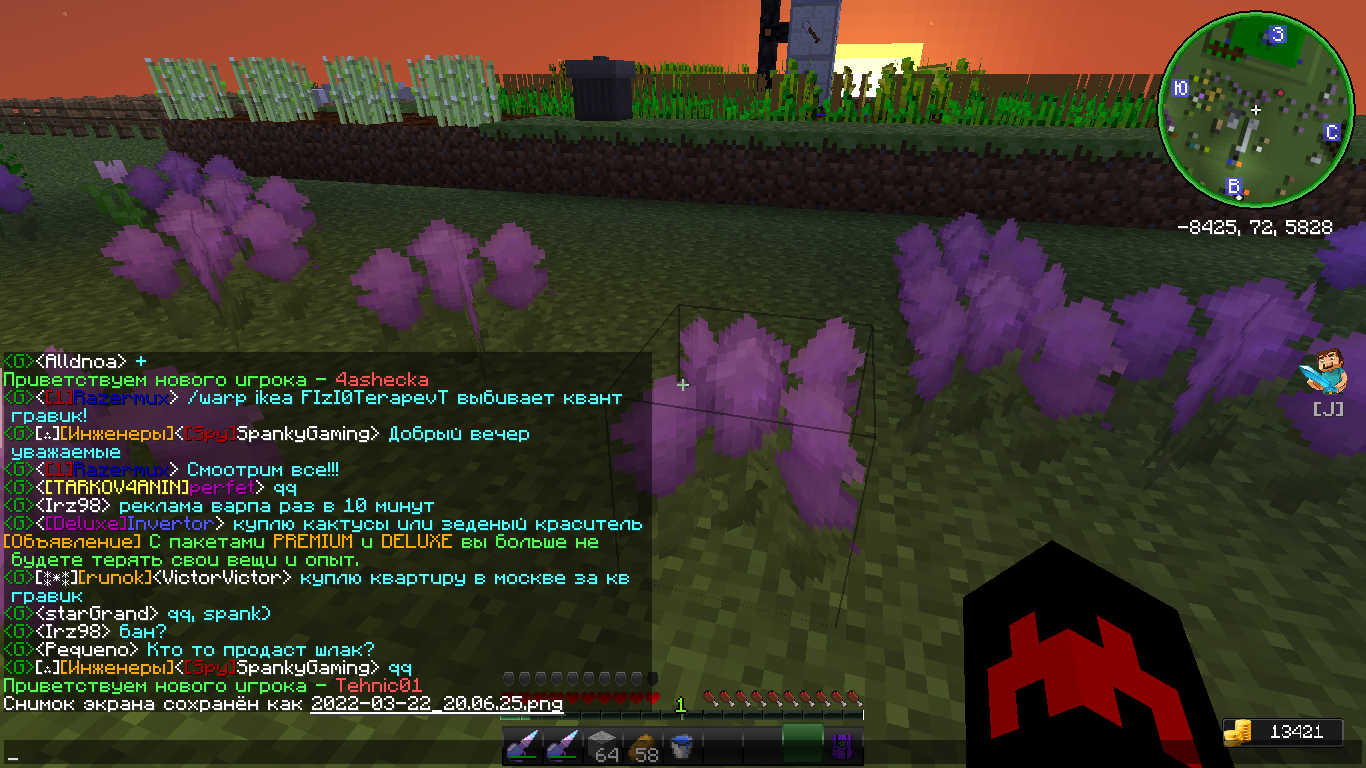 З
Ю
С
В
-8425, 72, 5828
[J]
<G><Alldnoa> +
Приветствуем нового игрока - 4ashecka
<G><[1]Razermux> /warp ikea FIzI0TerapevT выбивает квант
гравик!
<G>[∴][Инженеры]<[Spy]SpankyGaming> Добрый вечер
уважаемые
<G><[1]Razermux> Смоотрим все!!!
<G><[TARKOV4ANIN]perfet> qq
<G><Irz98> реклама варпа раз в 10 минут
<G><[Deluxe]Invertor> куплю кактусы или зеденый краситель
[Объявление] С пакетами PREMIUM и DELUXE вы больше не
будете терять свои вещи и опыт.
<G>[⁂][runok]<VictorVictor> куплю квартиру в москве за кв
гравик
<G><starGrand> qq, spank)
<G><Irz98> бан?
<G><Pequeno> Кто то продаст шлак?
<G>[∴][Инженеры]<[Spy]SpankyGaming> qq
Приветствуем нового игрока - Tehnic01
Снимок экрана сохранён как 2022-03-22_20.06.25.png
1
64
58
13421
_